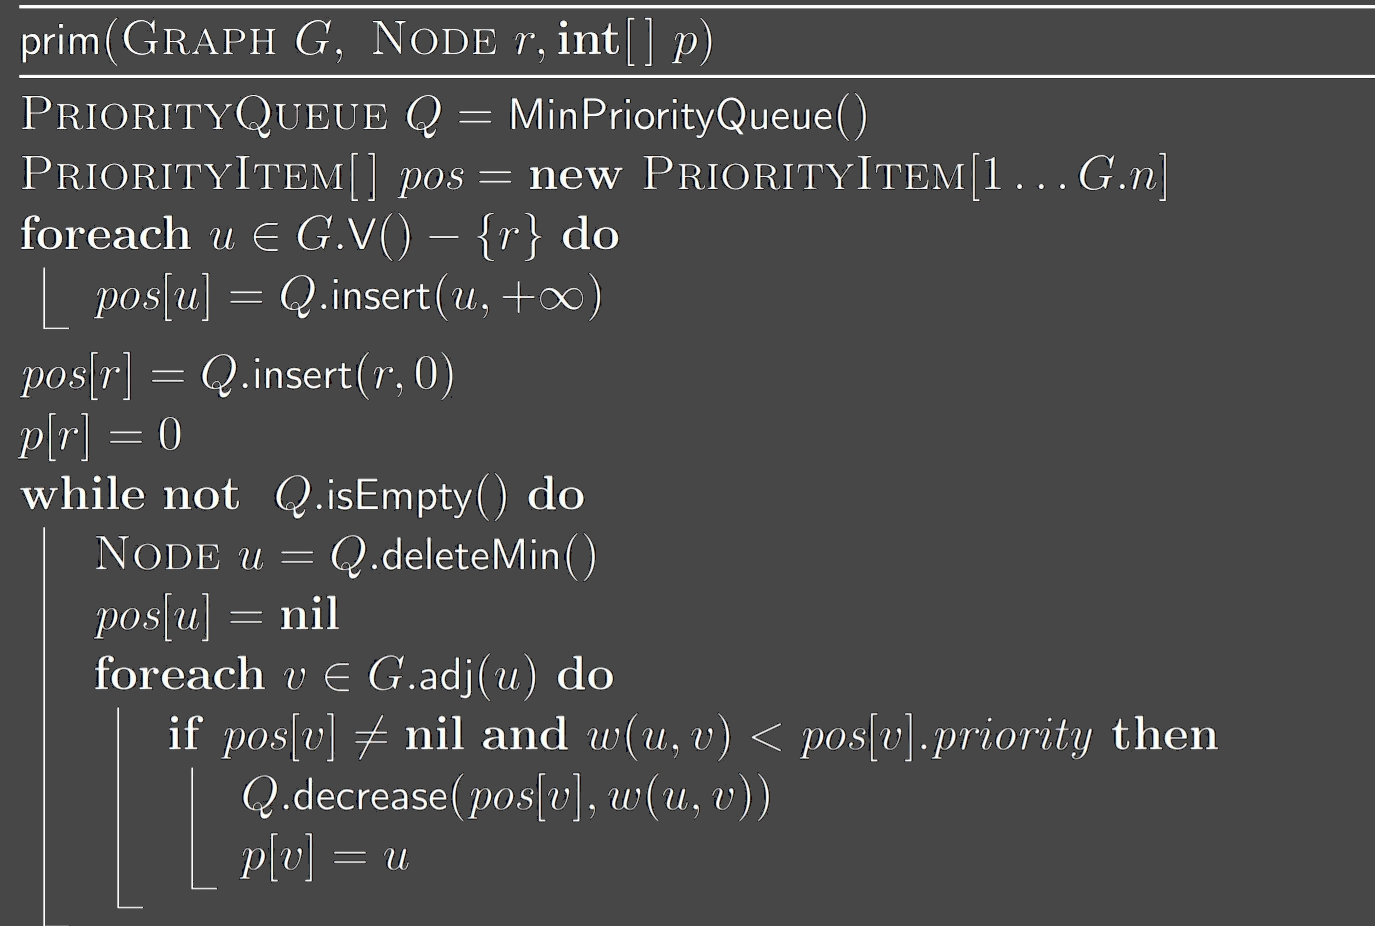 prim(GRAPH G, NODE r, int[] p)
PRIORITYQUEUE Q = MinPriorityQueue()
PRIORITYITEM[] pos = new PRIORITYITEM[1 … G.n]
foreach u ∈ G.V() − {r} do
pos[u] = Q.insert(u, +∞)
pos[r] = Q.insert(r, 0)
p[r] = 0
while not Q.isEmpty() do
NODE u = Q.deleteMin()
pos[u] = nil
foreach v ∈ G.adj(u) do
if pos[v] ≠ nil and w(u, v) < pos[v].priority then
Q.decrease(pos[v], w(u, v))
p[v] = u